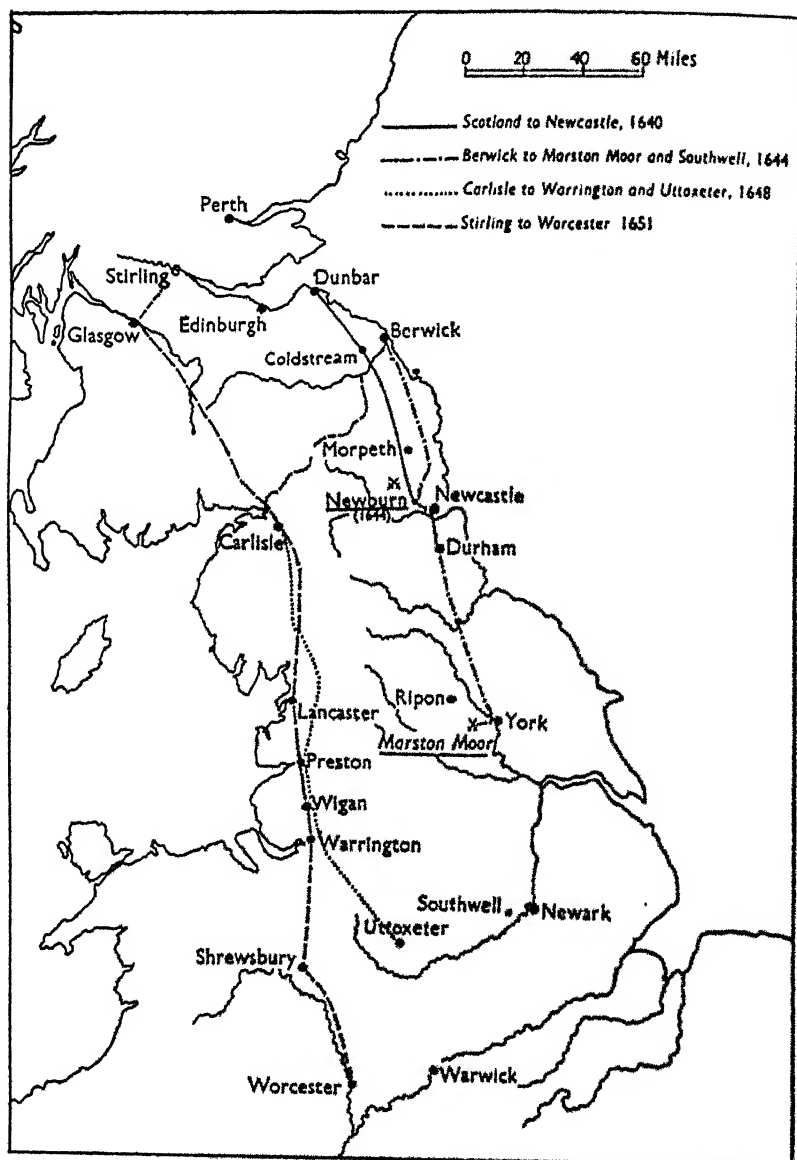 0 20 40 60 Miles
Scotland to Newcastle, 1640
Berwick to Marston Moor and Southwell, 1644
Carlisle to Warrington and Uttoxeter, 1648
Stirling to Worcester 1651
Perth
Stirling
Dunbar
Edinburgh
Glasgow
Berwick
Coldstream
Morpeth
Newburn
(1644)
Newcastle
Carlisle
Durham
Ripon
Lancaster
York
Marston Moor
Preston
Wigan
Warrington
Southwell
Newark
Uttoxeter
Shrewsbury
Worcester
Warwick